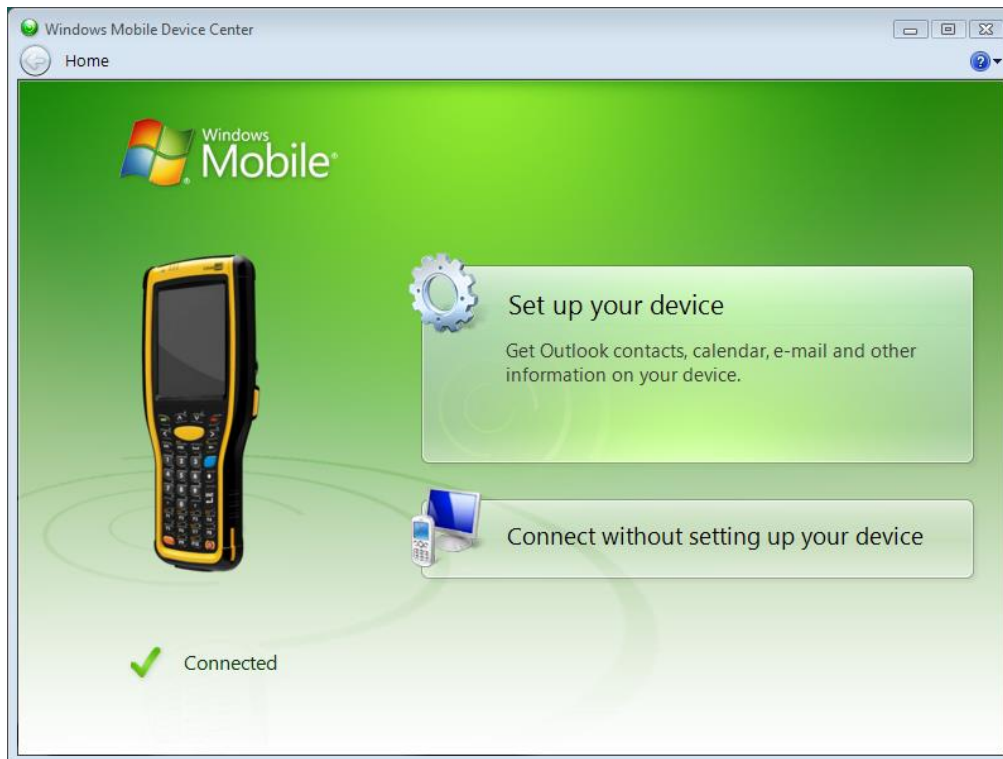 Windows Mobile Device Center
Home
Windows
Mobile®
Set up your device
Get Outlook contacts, calendar, e-mail and other
information on your device.
Connect without setting up your device
Connected